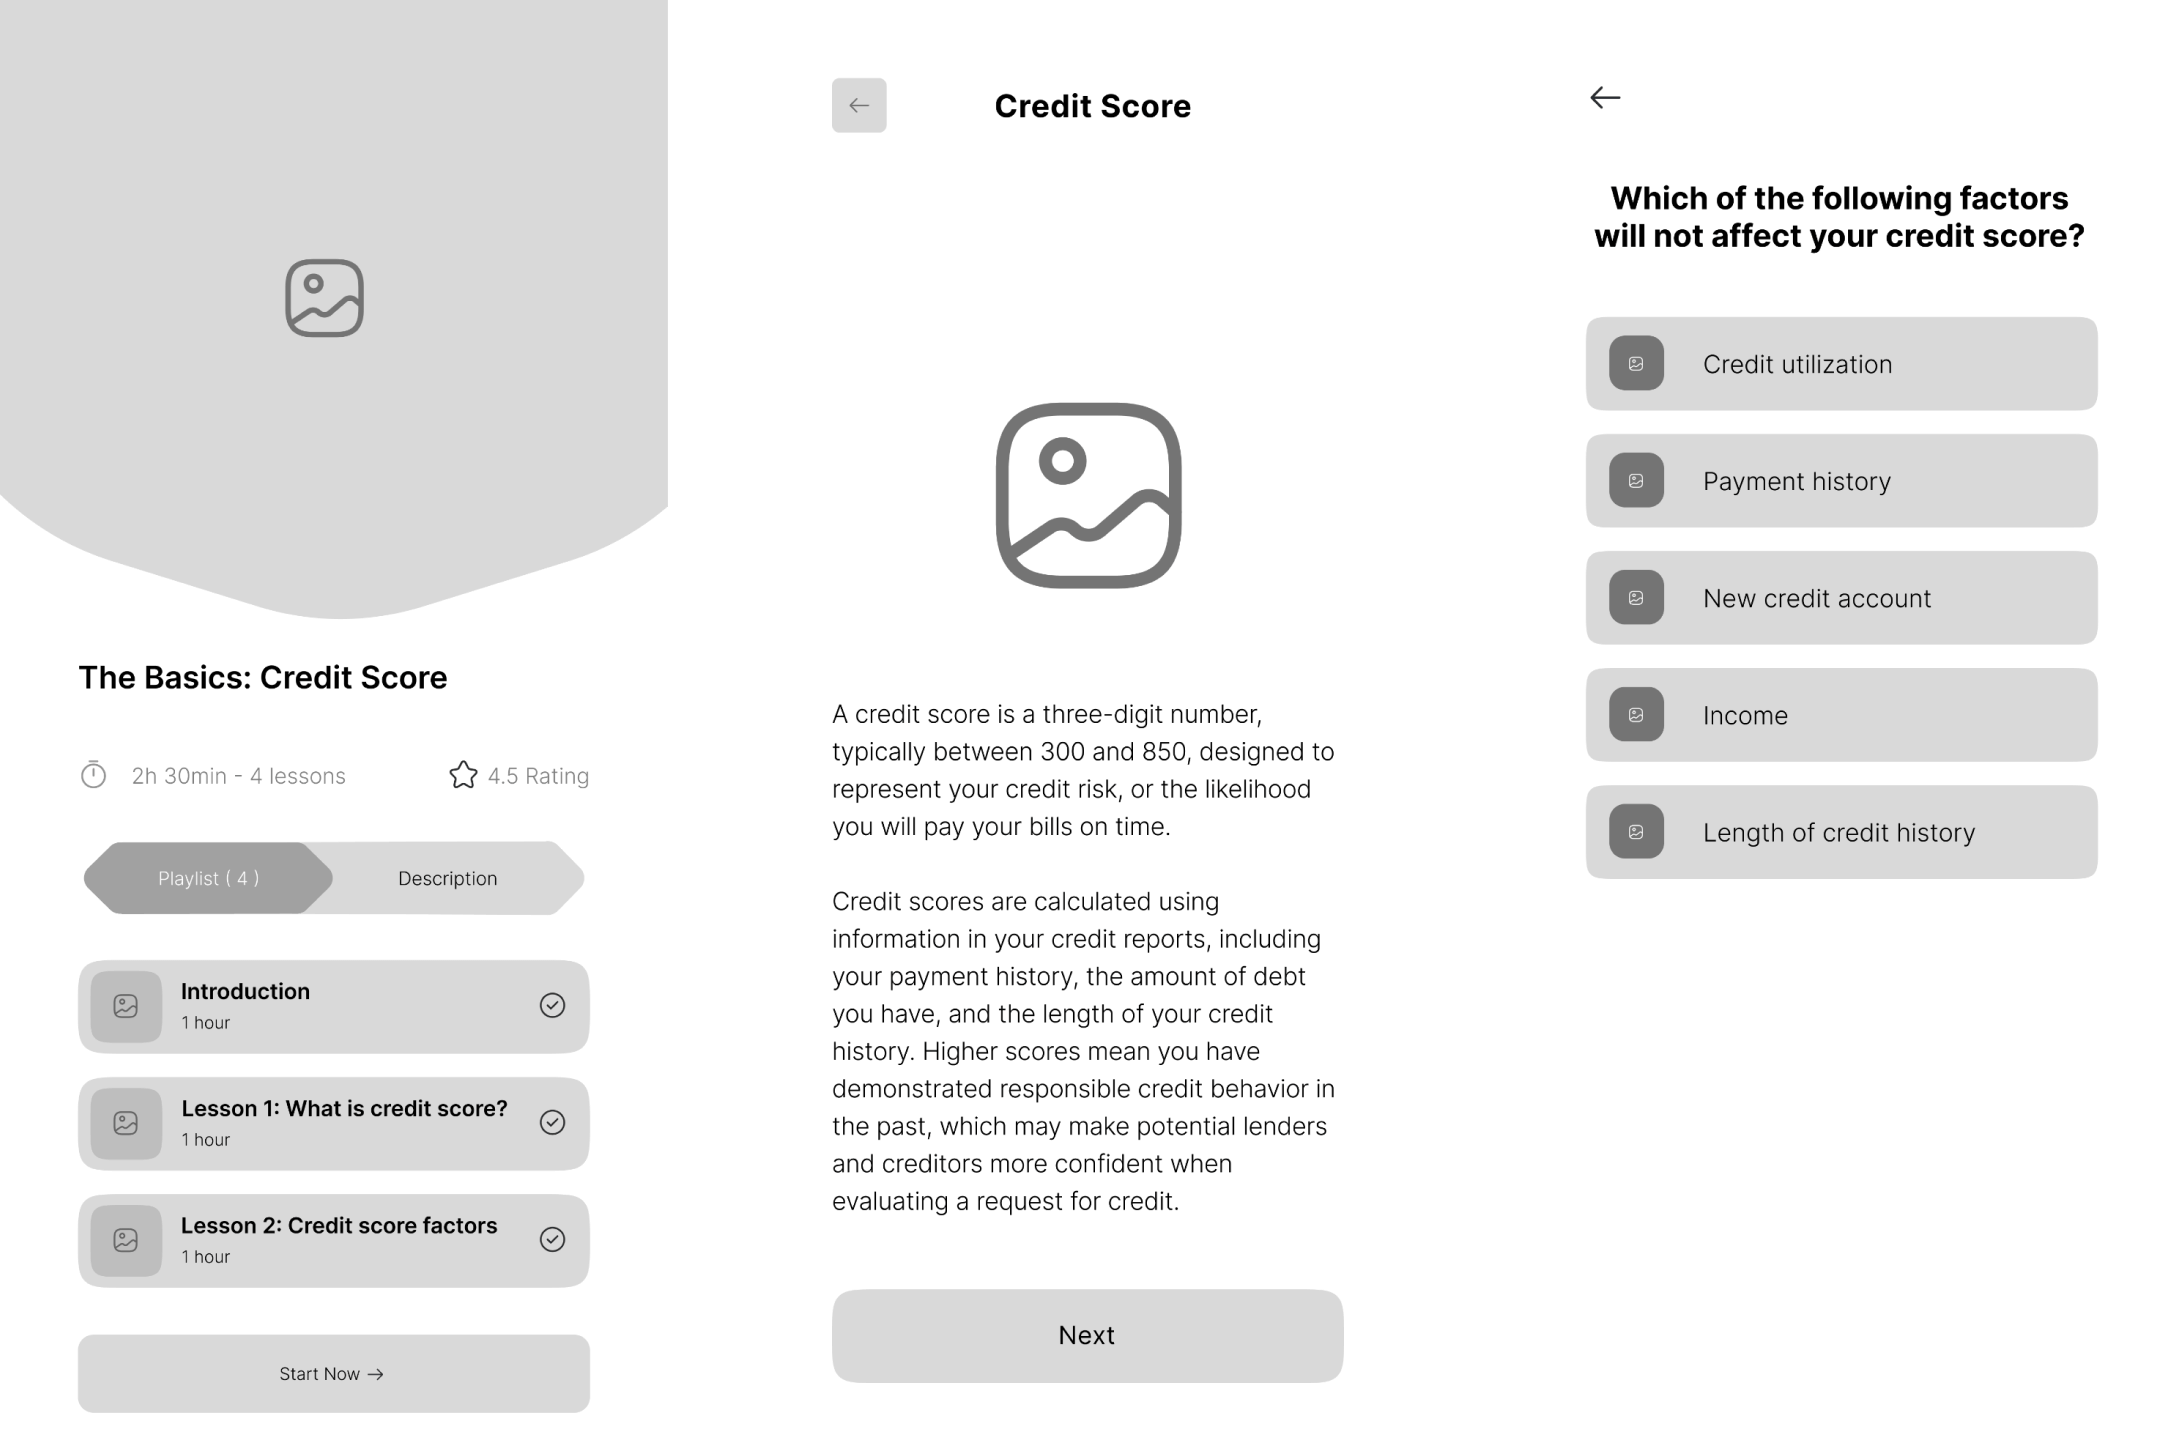 The Basics: Credit Score
2h 30min - 4 lessons
4.5 Rating
Playlist ( 4 )
Description
Introduction
1 hour
Lesson 1: What is credit score?
1 hour
Lesson 2: Credit score factors
1 hour
Start Now →
Credit Score
A credit score is a three-digit number,
typically between 300 and 850, designed to
represent your credit risk, or the likelihood
you will pay your bills on time.
Credit scores are calculated using
information in your credit reports, including
your payment history, the amount of debt
you have, and the length of your credit
history. Higher scores mean you have
demonstrated responsible credit behavior in
the past, which may make potential lenders
and creditors more confident when
evaluating a request for credit.
Next
Which of the following factors
will not affect your credit score?
Credit utilization
Payment history
New credit account
Income
Length of credit history